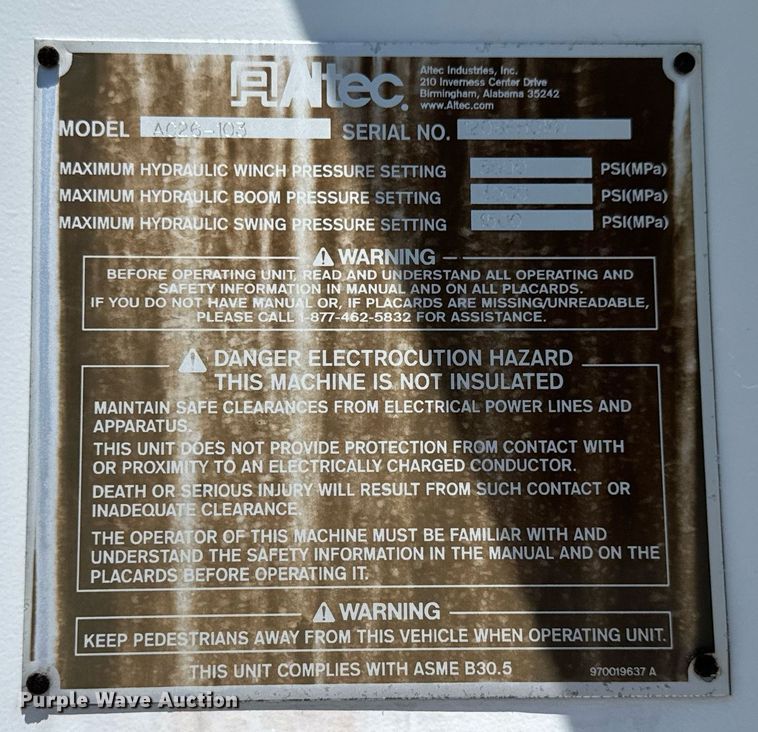 Altec
Altec Industries, Inc.
210 Inverness Center Drive
Birmingham, Alabama 35242
www.Altec.com
MODEL AC26-103 SERIAL NO.
MAXIMUM HYDRAULIC WINCH PRESSURE SETTING PSI(MPa)
MAXIMUM HYDRAULIC BOOM PRESSURE SETTING PSI(MPa)
MAXIMUM HYDRAULIC SWING PRESSURE SETTING PSI(MPa)
WARNING
BEFORE OPERATING UNIT, READ AND UNDERSTAND ALL OPERATING AND
SAFETY INFORMATION IN MANUAL AND ON ALL PLACARDS.
IF YOU DO NOT HAVE MANUAL OR, IF PLACARDS ARE MISSING/UNREADABLE,
PLEASE CALL 1-877-462-5832 FOR ASSISTANCE.
DANGER ELECTROCUTION HAZARD
THIS MACHINE IS NOT INSULATED
MAINTAIN SAFE CLEARANCES FROM ELECTRICAL POWER LINES AND
APPARATUS.
THIS UNIT DOES NOT PROVIDE PROTECTION FROM CONTACT WITH
OR PROXIMITY TO AN ELECTRICALLY CHARGED CONDUCTOR.
DEATH OR SERIOUS INJURY WILL RESULT FROM SUCH CONTACT OR
INADEQUATE CLEARANCE.
THE OPERATOR OF THIS MACHINE MUST BE FAMILIAR WITH AND
UNDERSTAND THE SAFETY INFORMATION IN THE MANUAL AND ON THE
PLACARDS BEFORE OPERATING IT.
WARNING
KEEP PEDESTRIANS AWAY FROM THIS VEHICLE WHEN OPERATING UNIT.
THIS UNIT COMPLIES WITH ASME B30.5 970019637 A
Purple Wave Auction